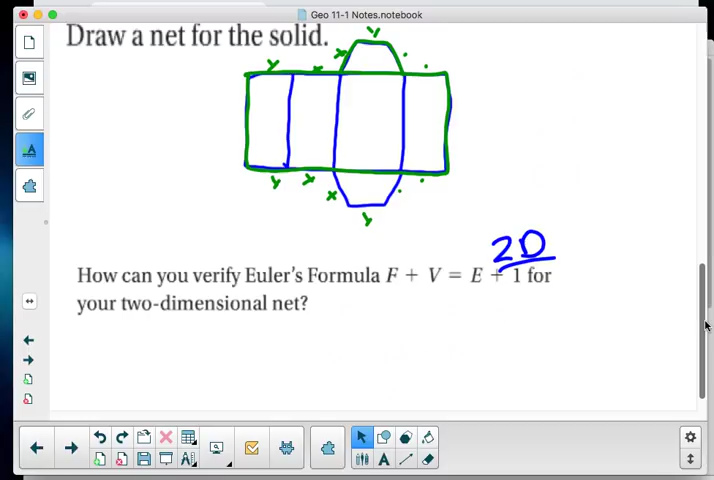 Geo 11-1 Notes.notebook
Draw a net for the solid.
y
x
x
y
y
x
x
y
2D
How can you verify Euler's Formula F + V = E + 1 for
your two-dimensional net?